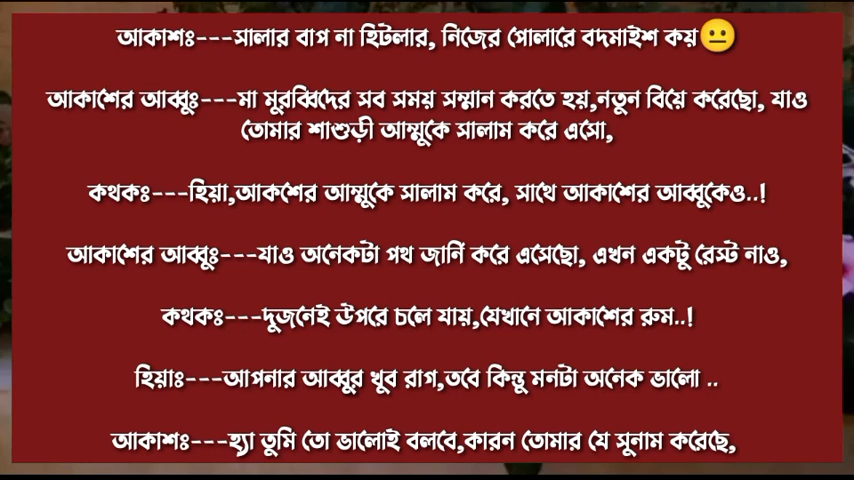 আকাশঃ---সালার বাপ না হিটলার, নিজের পোলারে বদমাইশ কয়😐
আকাশের আব্বুঃ---মা মুরব্বিদের সব সময় সম্মান করতে হয়,নতুন বিয়ে করেছো, যাও
তোমার শাশুড়ী আম্মুকে সালাম করে এসো,
কথকঃ---হিয়া,আকশের আম্মুকে সালাম করে, সাথে আকাশের আব্বুকেও..!
আকাশের আব্বুঃ---যাও অনেকটা পথ জার্নি করে এসেছো, এখন একটু রেস্ট নাও,
কথকঃ---দুজনেই উপরে চলে যায়,যেখানে আকাশের রুম..!
হিয়াঃ---আপনার আব্বুর খুব রাগ,তবে কিন্তু মনটা অনেক ভালো ..
আকাশঃ---হ্যা তুমি তো ভালোই বলবে,কারন তোমার যে সুনাম করেছে,